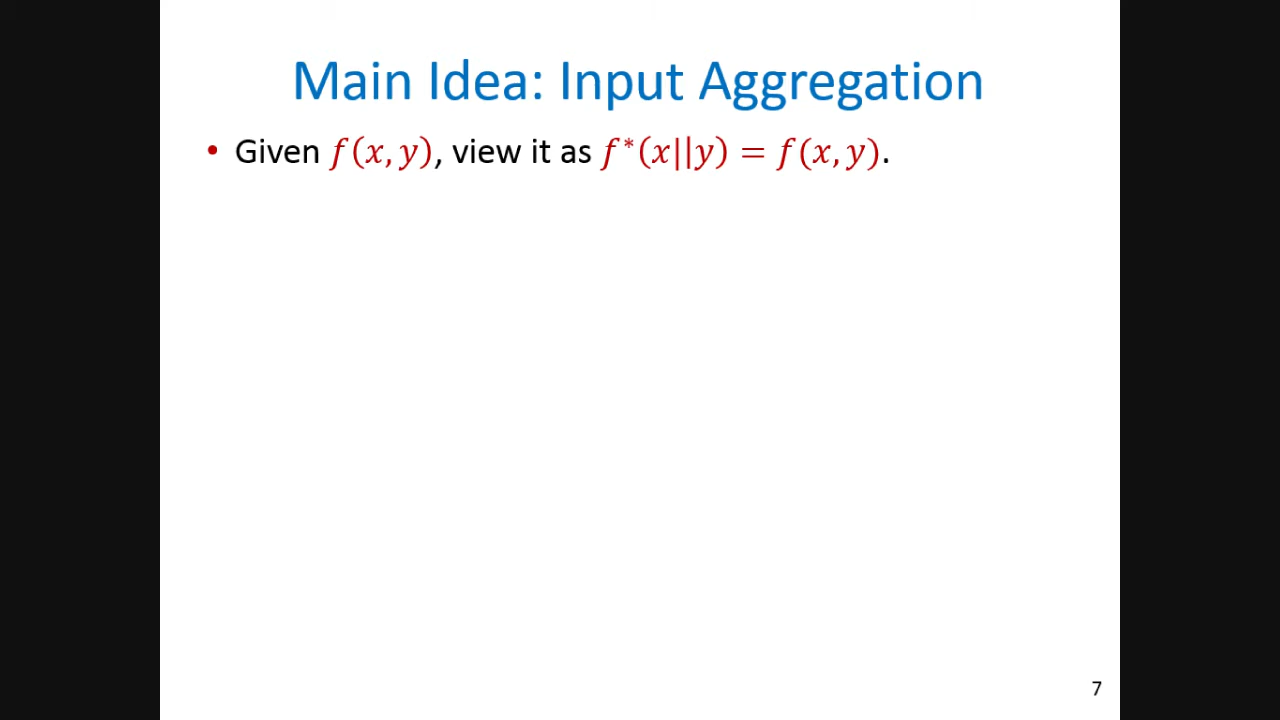 Main Idea: Input Aggregation
• Given f(x, y), view it as f*(x||y) = f(x, y).
7